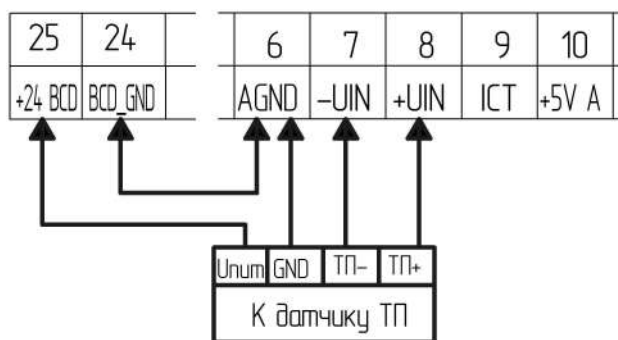 25 24 6 7 8 9 10
+24 BCD BCD_GND AGND -UIN +UIN ICT +5V A
Uпит GND ТП- ТП+
К датчику ТП